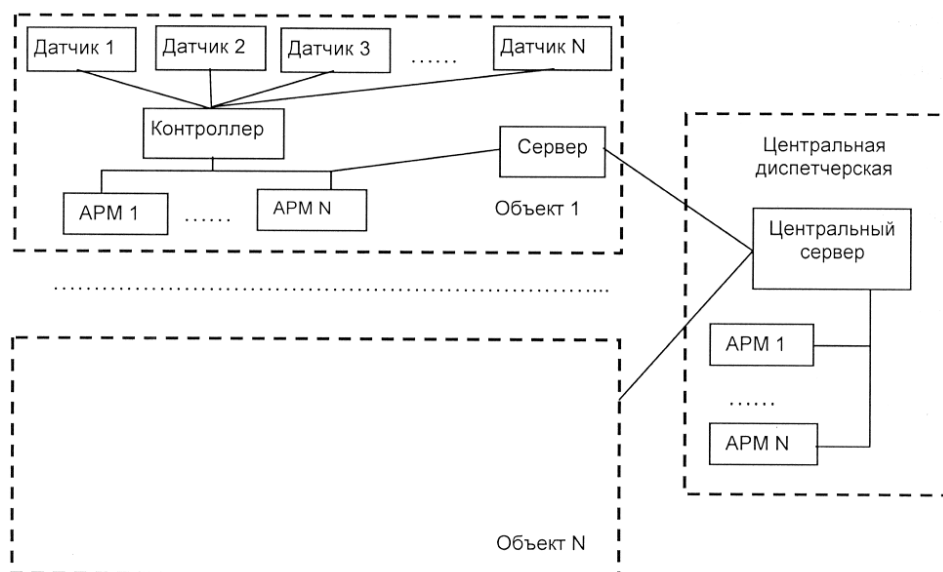 Датчик 1
Датчик 2
Датчик 3
......
Датчик N
Контроллер
Сервер
АРМ 1
......
АРМ N
Объект 1
Центральная
диспетчерская
Центральный
сервер
АРМ 1
......
АРМ N
Объект N